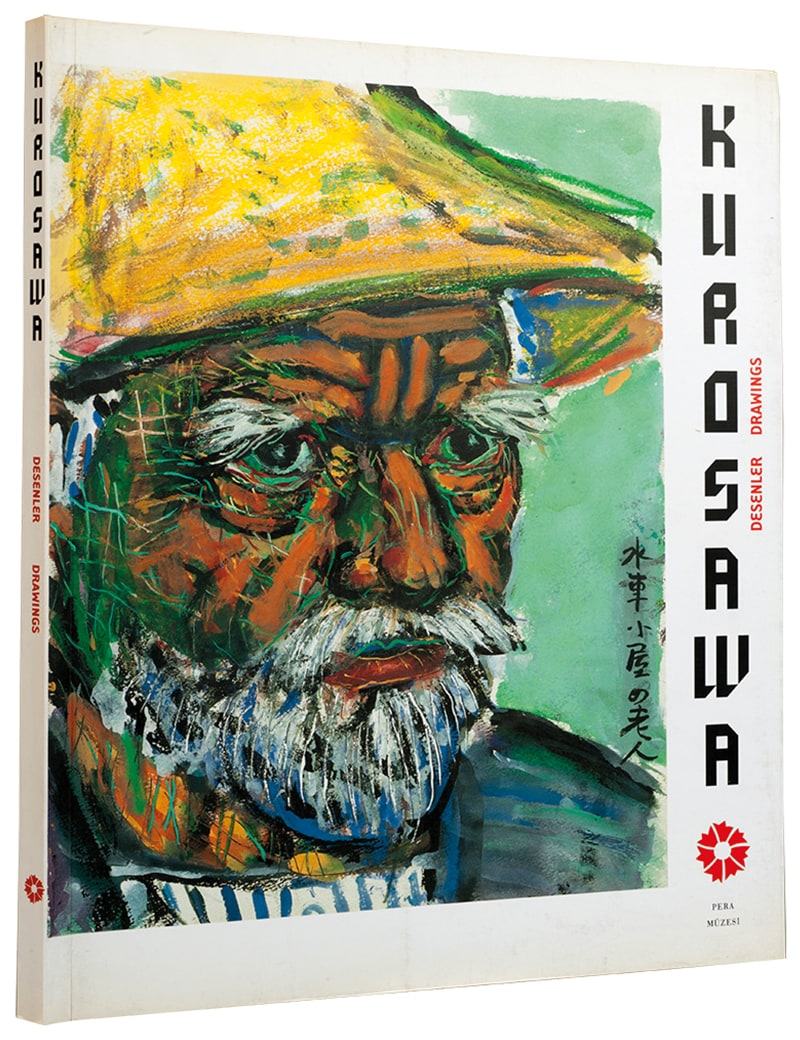 KUROSAWA
DESENLER DRAWINGS
水車小屋の老人
KUROSAWA
DESENLER DRAWINGS
PERA
MÜZESİ